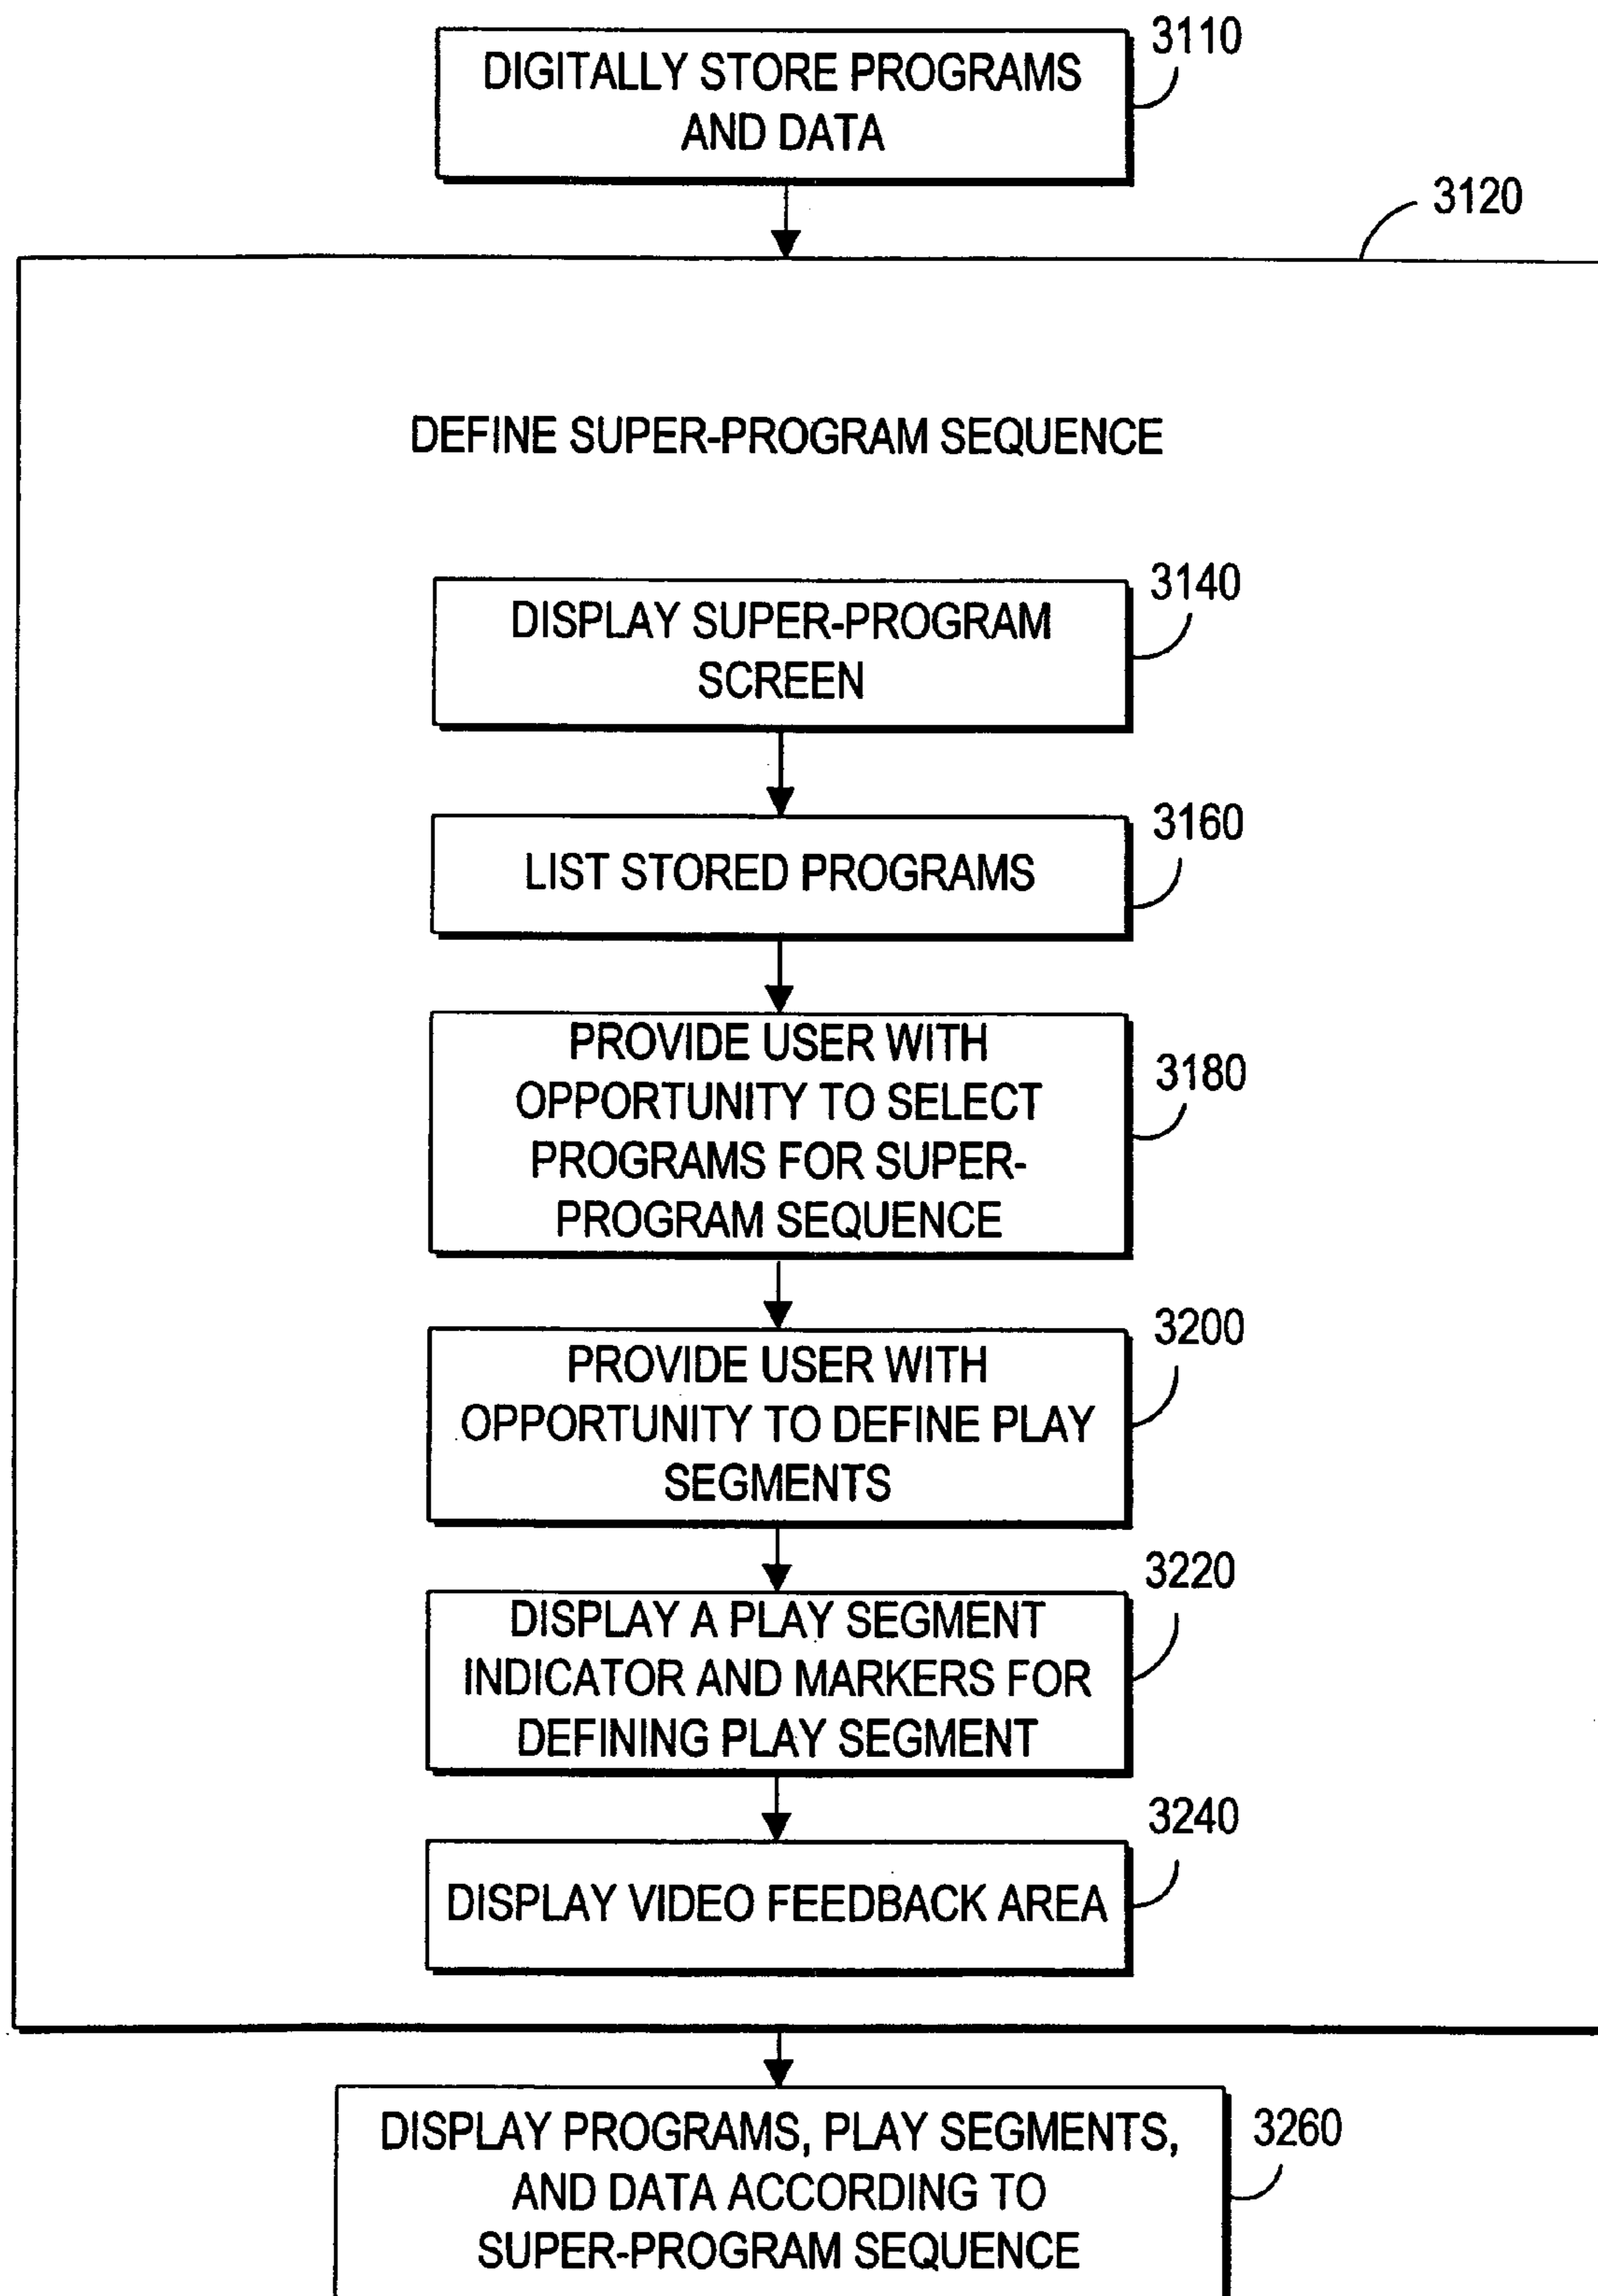 3110
DIGITALLY STORE PROGRAMS
AND DATA
3120
DEFINE SUPER-PROGRAM SEQUENCE
3140
DISPLAY SUPER-PROGRAM
SCREEN
3160
LIST STORED PROGRAMS
PROVIDE USER WITH
OPPORTUNITY TO SELECT
3180
PROGRAMS FOR SUPER-
PROGRAM SEQUENCE
3200
PROVIDE USER WITH
OPPORTUNITY TO DEFINE PLAY
SEGMENTS
3220
DISPLAY A PLAY SEGMENT
INDICATOR AND MARKERS FOR
DEFINING PLAY SEGMENT
3240
DISPLAY VIDEO FEEDBACK AREA
3260
DISPLAY PROGRAMS, PLAY SEGMENTS,
AND DATA ACCORDING TO
SUPER-PROGRAM SEQUENCE